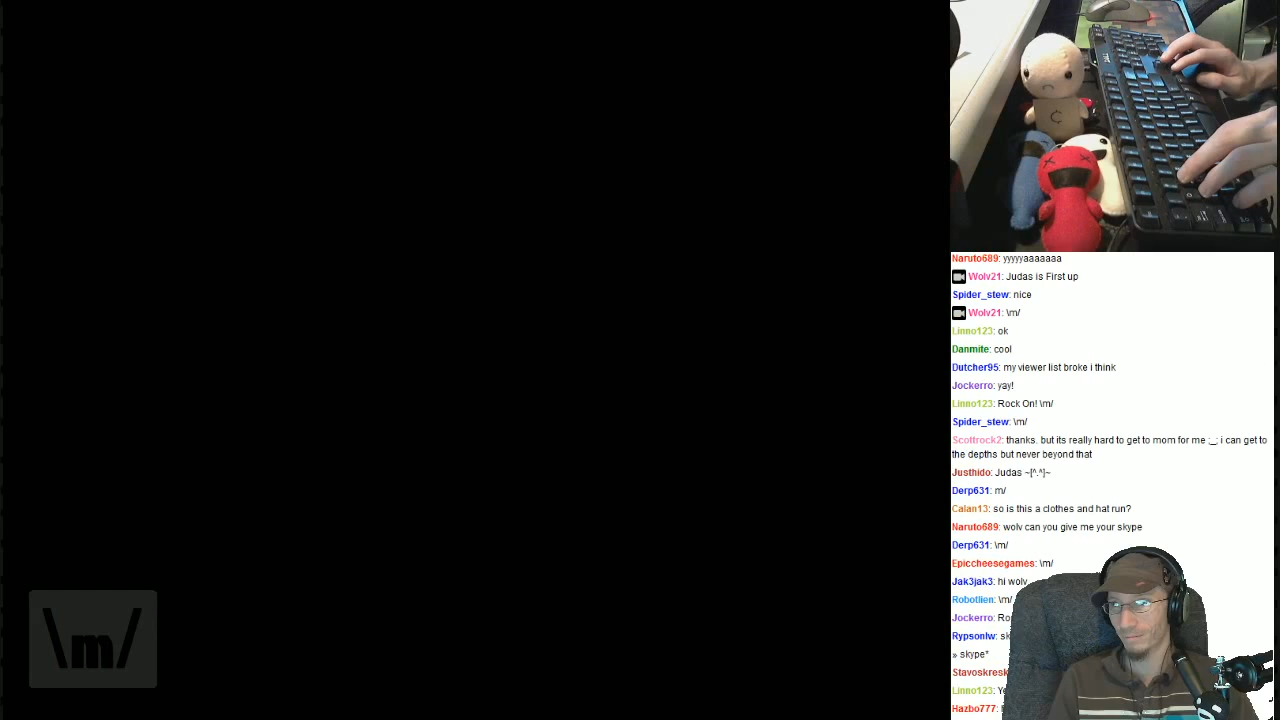 C
Naruto689: yyyyyaaaaaaa
Wolv21: Judas is First up
Spider_stew: nice
Wolv21: \m/
Linno123: ok
Danmite: cool
Dutcher95: my viewer list broke i think
Jockerro: yay!
Linno123: Rock On! \m/
Spider_stew: \m/
Scottrock2: thanks. but its really hard to get to mom for me ;_; i can get to
the depths but never beyond that
Justhido: Judas ~[^.^]~
Derp631: m/
Calan13: so is this a clothes and hat run?
Naruto689: wolv can you give me your skype
Derp631: \m/
Epiccheesegames: \m/
Jak3jak3: hi wolv
Robotlien: \m/
Jockerro:
Rypsonlw:
» skype*
Linno123:
Hazbo777:
\m/